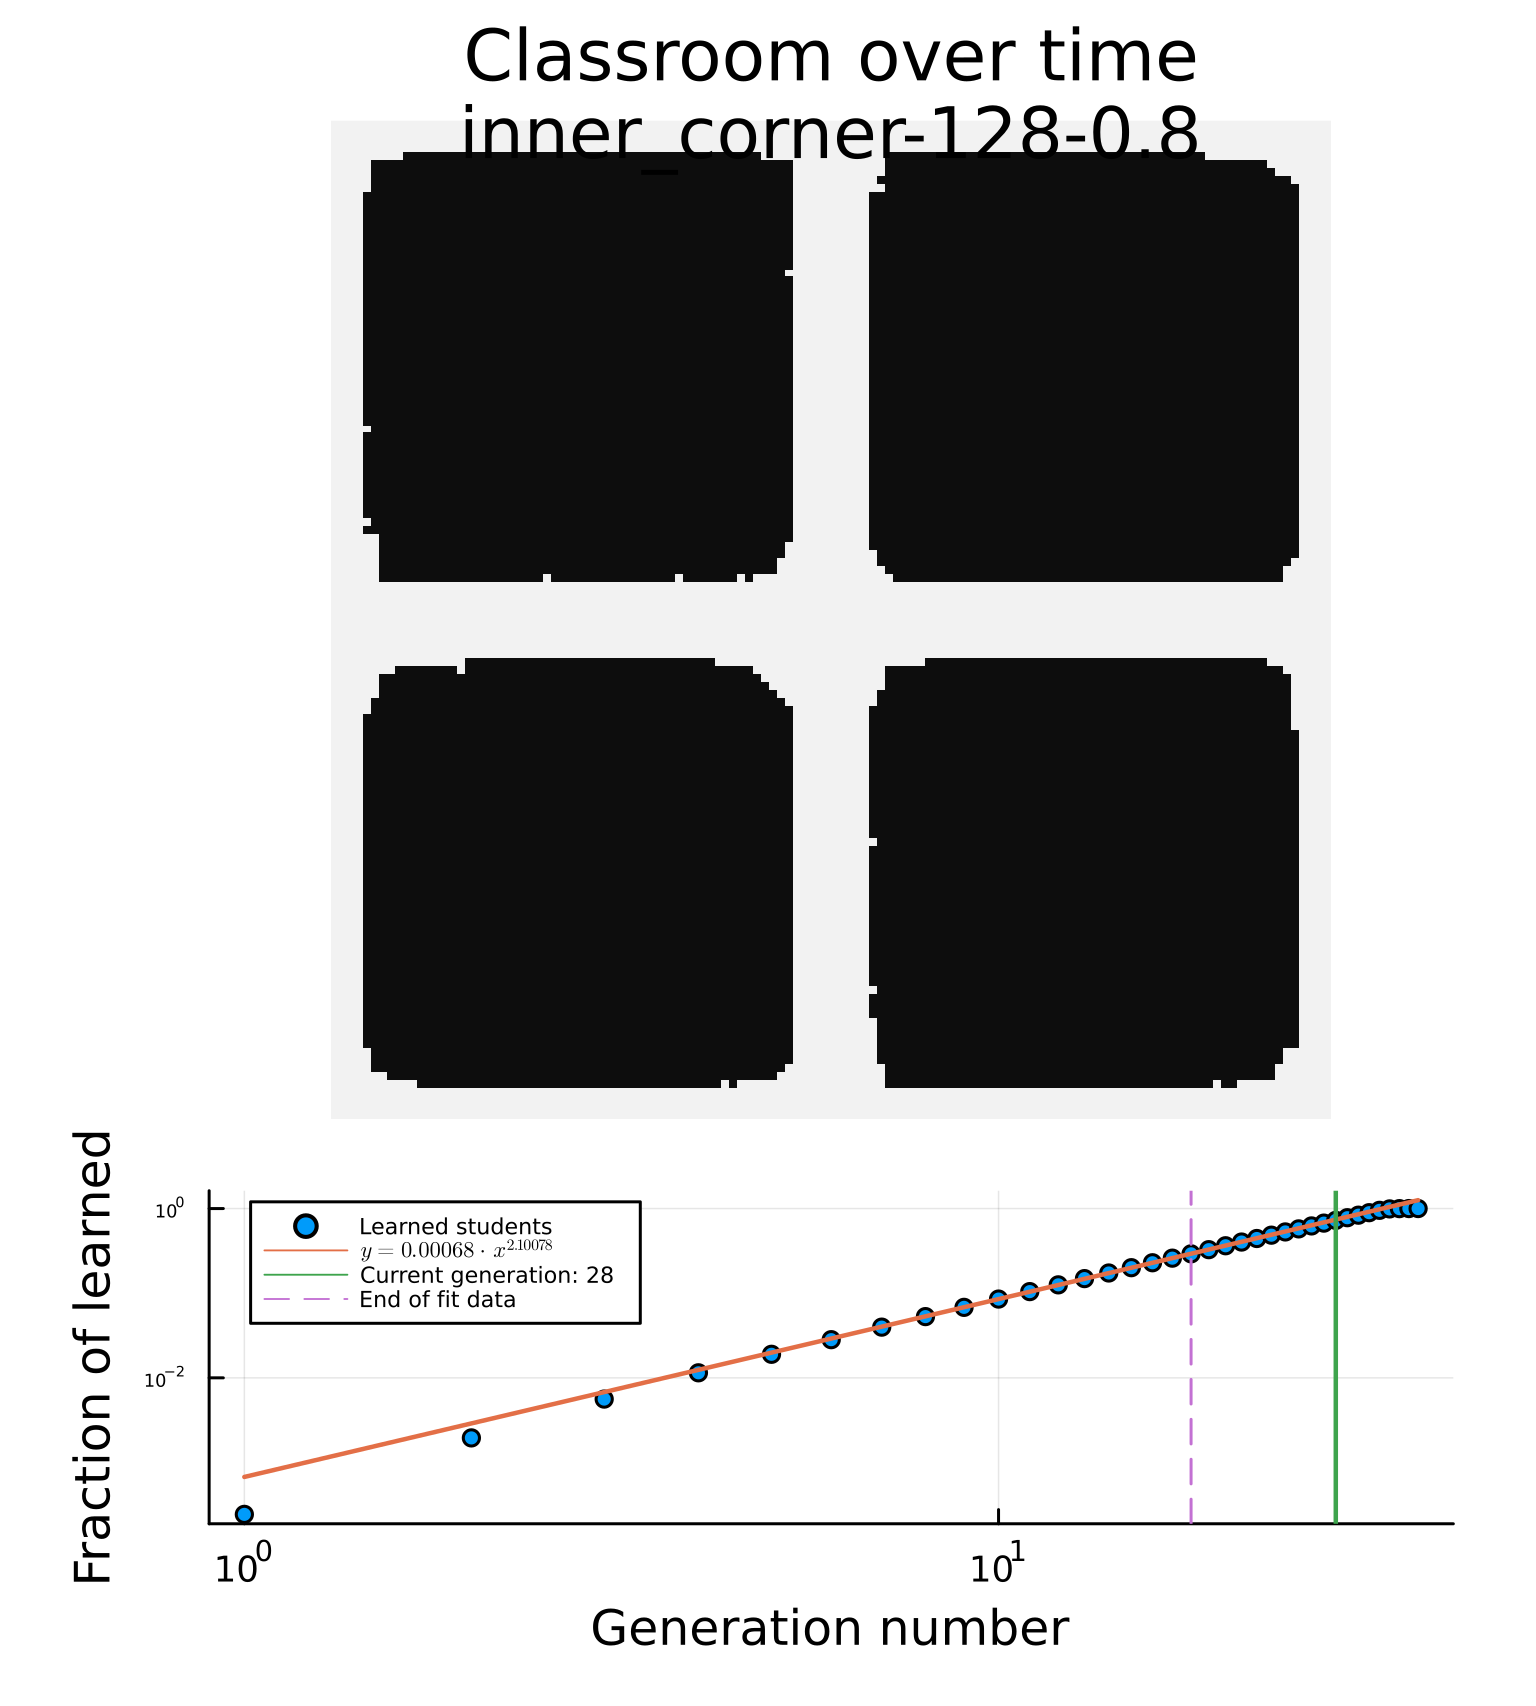 Classroom over time
inner_corner-128-0.8
Fraction of learned
10⁰
10⁻²
Learned students
y = 0.00068 · x^2.10078
Current generation: 28
End of fit data
10⁰
10¹
Generation number